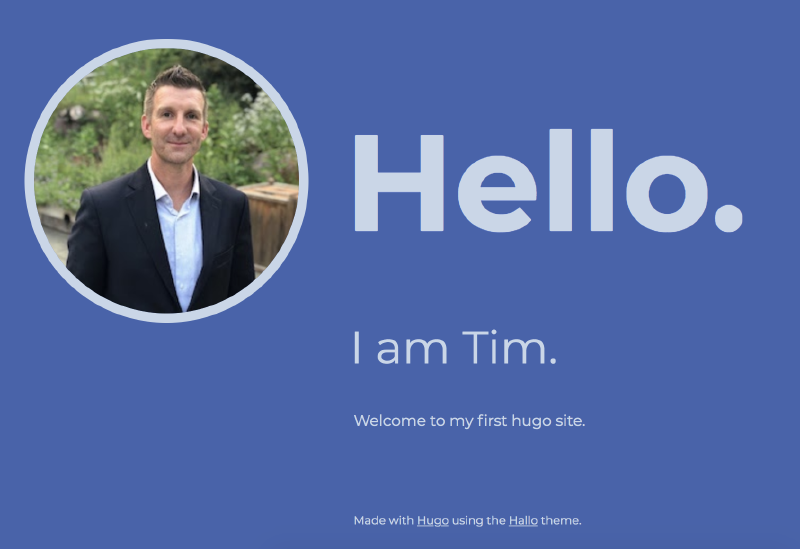 Hello.
I am Tim.
Welcome to my first hugo site.
Made with Hugo using the Hallo theme.